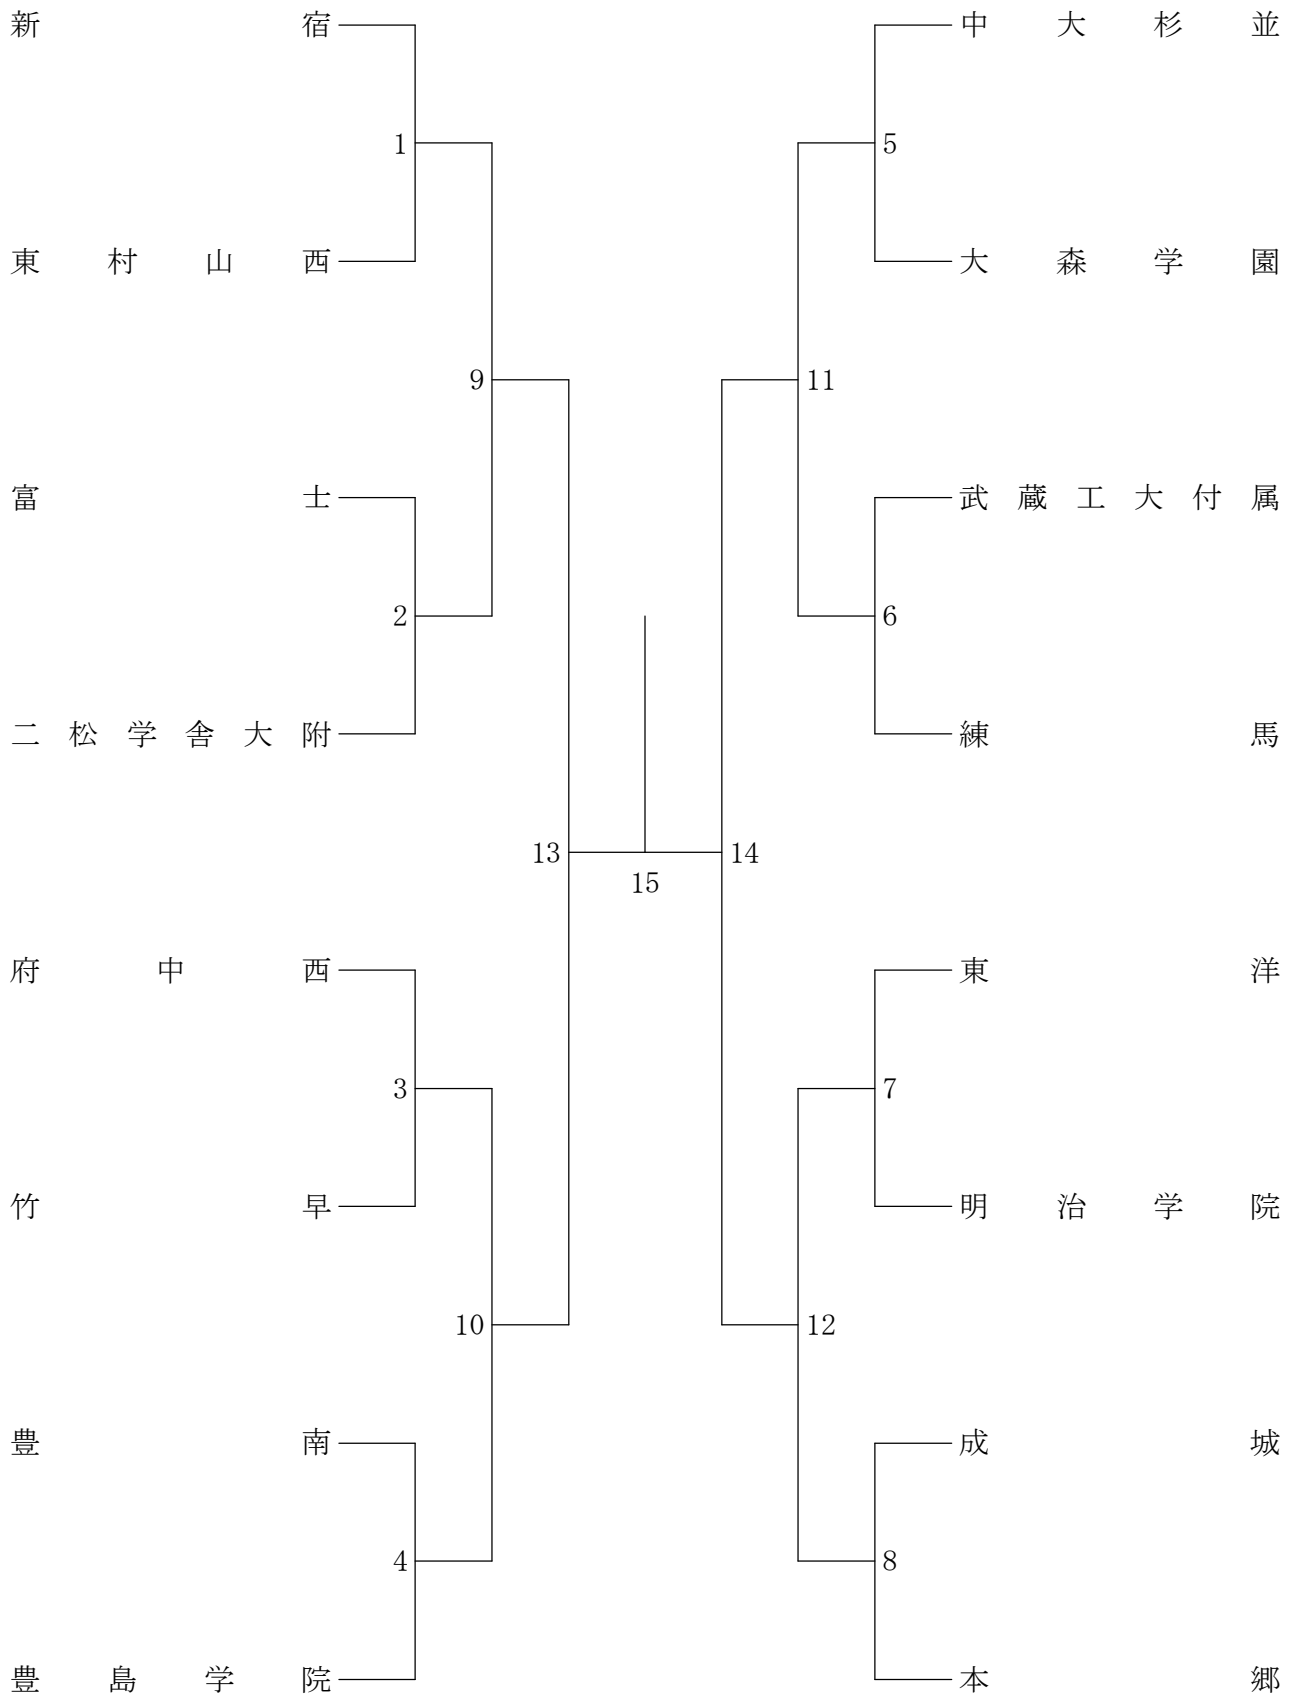 新宿
中大杉並
1
5
東村山西
大森学園
9
11
富士
武蔵工大付属
2
6
二松学舎大附
練馬
13
14
15
府中西
東洋
3
7
竹早
明治学院
10
12
豊南
成城
4
8
豊島学院
本郷